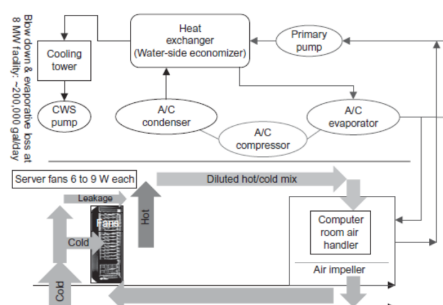 Blow down & evaporative loss at
8 MW facility: ~200,000 gal/day
Cooling
tower
CWS
pump
Heat
exchanger
(Water-side economizer)
Primary
pump
A/C
condenser
A/C
compressor
A/C
evaporator
Server fans 6 to 9 W each
Leakage
Cold
Hot
Diluted hot/cold mix
Computer
room air
handler
Air impeller
Cold